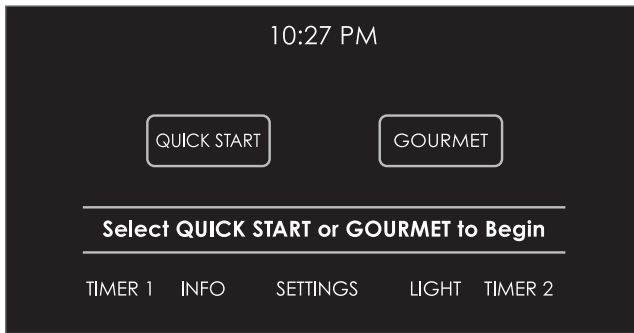 10:27 PM
QUICK START GOURMET
Select QUICK START or GOURMET to Begin
TIMER 1 INFO SETTINGS LIGHT TIMER 2